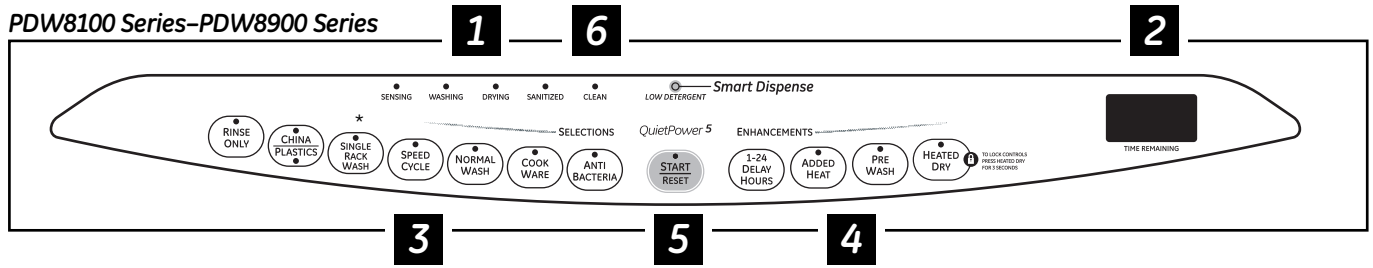 PDW8100 Series–PDW8900 Series
1
6
2
SENSING
WASHING
DRYING
SANITIZED
CLEAN
LOW DETERGENT
Smart Dispense
*
SELECTIONS
QuietPower 5
ENHANCEMENTS
TIME REMAINING
RINSE
ONLY
CHINA
PLASTICS
SINGLE
RACK
WASH
SPEED
CYCLE
NORMAL
WASH
COOK
WARE
ANTI
BACTERIA
START
RESET
1-24
DELAY
HOURS
ADDED
HEAT
PRE
WASH
HEATED
DRY
TO LOCK CONTROLS
PRESS HEATED DRY
FOR 3 SECONDS
3
5
4